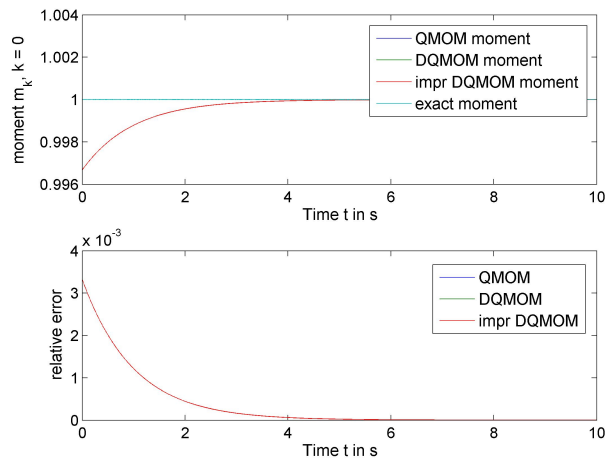 1.004
1.002
1
0.998
0.996
moment m_k, k = 0
QMOM moment
DQMOM moment
impr DQMOM moment
exact moment
0 2 4 6 8 10
Time t in s
x 10^-3
4
3
2
1
0
relative error
QMOM
DQMOM
impr DQMOM
0 2 4 6 8 10
Time t in s